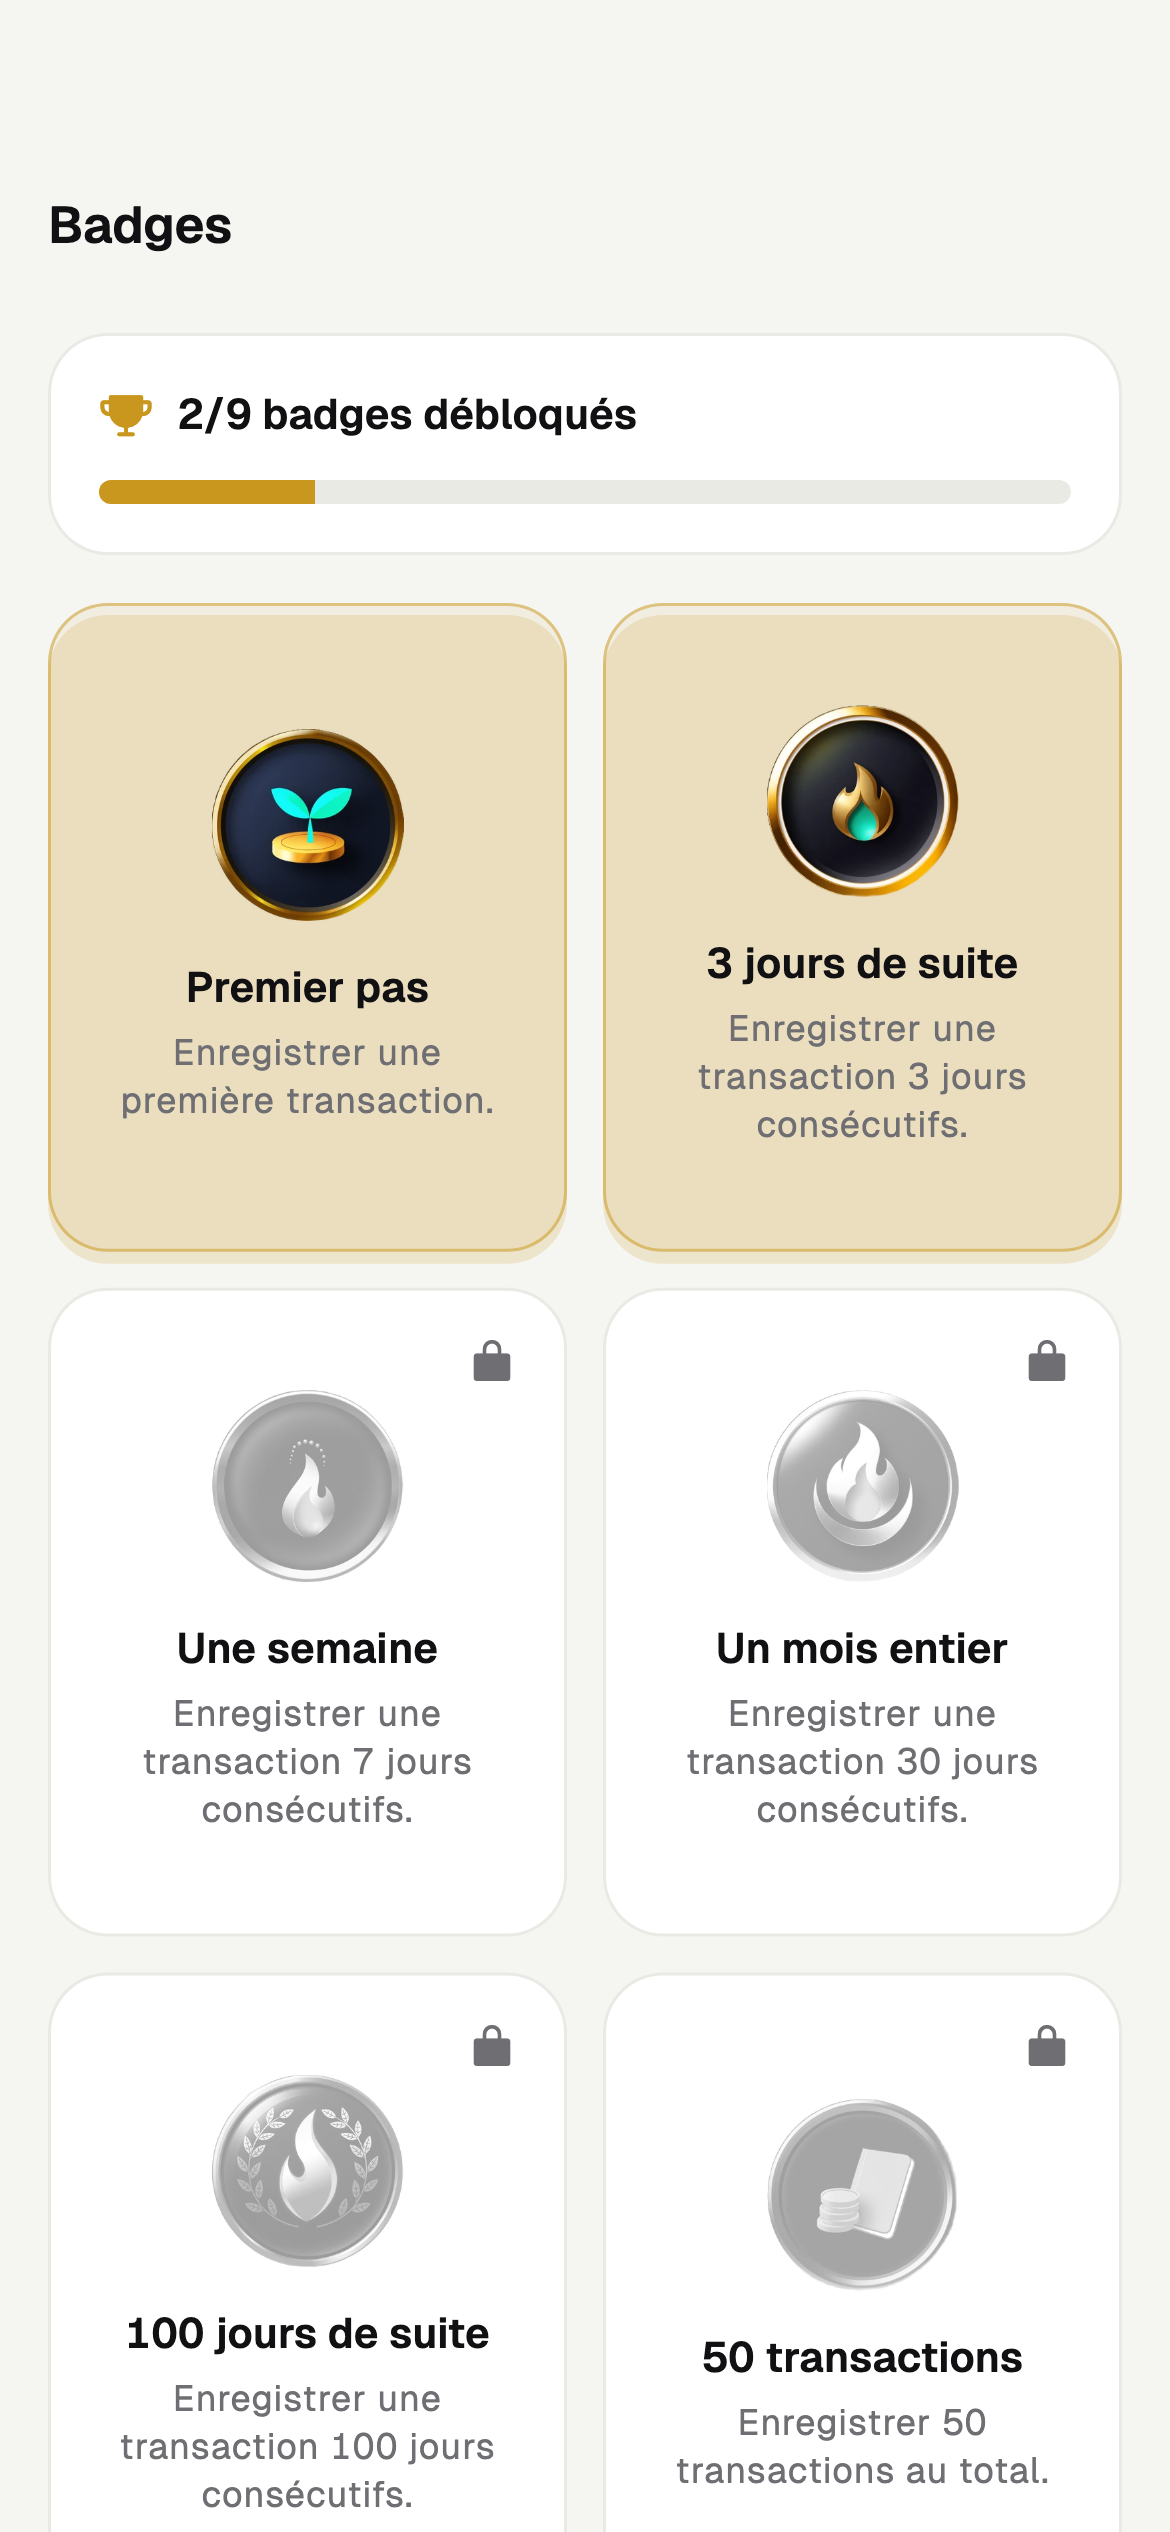 Badges
2/9 badges débloqués
Premier pas
Enregistrer une
première transaction.
3 jours de suite
Enregistrer une
transaction 3 jours
consécutifs.
Une semaine
Enregistrer une
transaction 7 jours
consécutifs.
Un mois entier
Enregistrer une
transaction 30 jours
consécutifs.
100 jours de suite
Enregistrer une
transaction 100 jours
consécutifs.
50 transactions
Enregistrer 50
transactions au total.